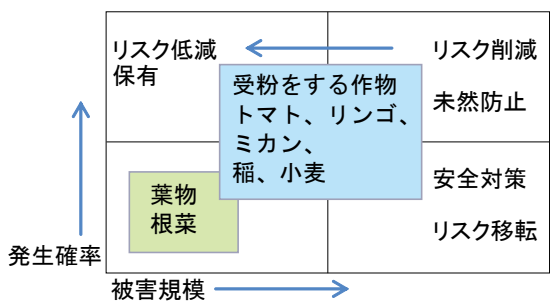 リスク低減
保有
リスク削減
未然防止
受粉をする作物
トマト、リンゴ、
ミカン、
稲、小麦
葉物
根菜
安全対策
リスク移転
発生確率
被害規模